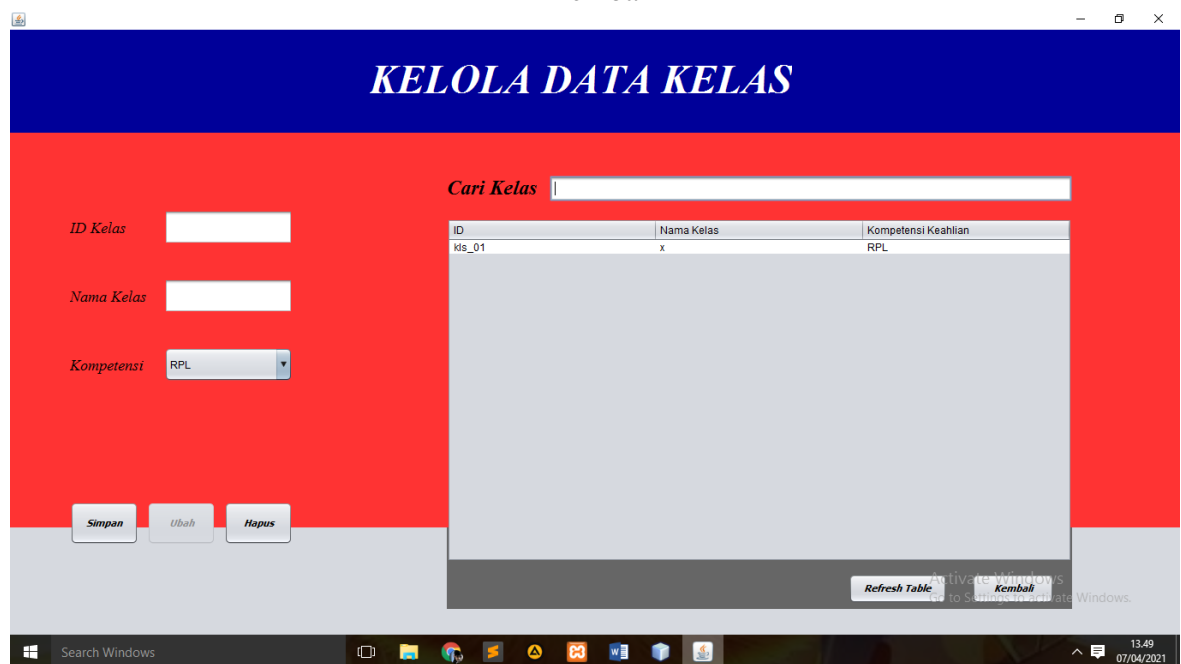 KELOLA DATA KELAS
Cari Kelas
ID Kelas
Nama Kelas
Kompetensi RPL
ID Nama Kelas Kompetensi Keahlian
kls_01 x RPL
Simpan Ubah Hapus
Refresh Table Kembali
Activate Windows
Go to Settings to activate Windows.
Search Windows
13.49
07/04/2021